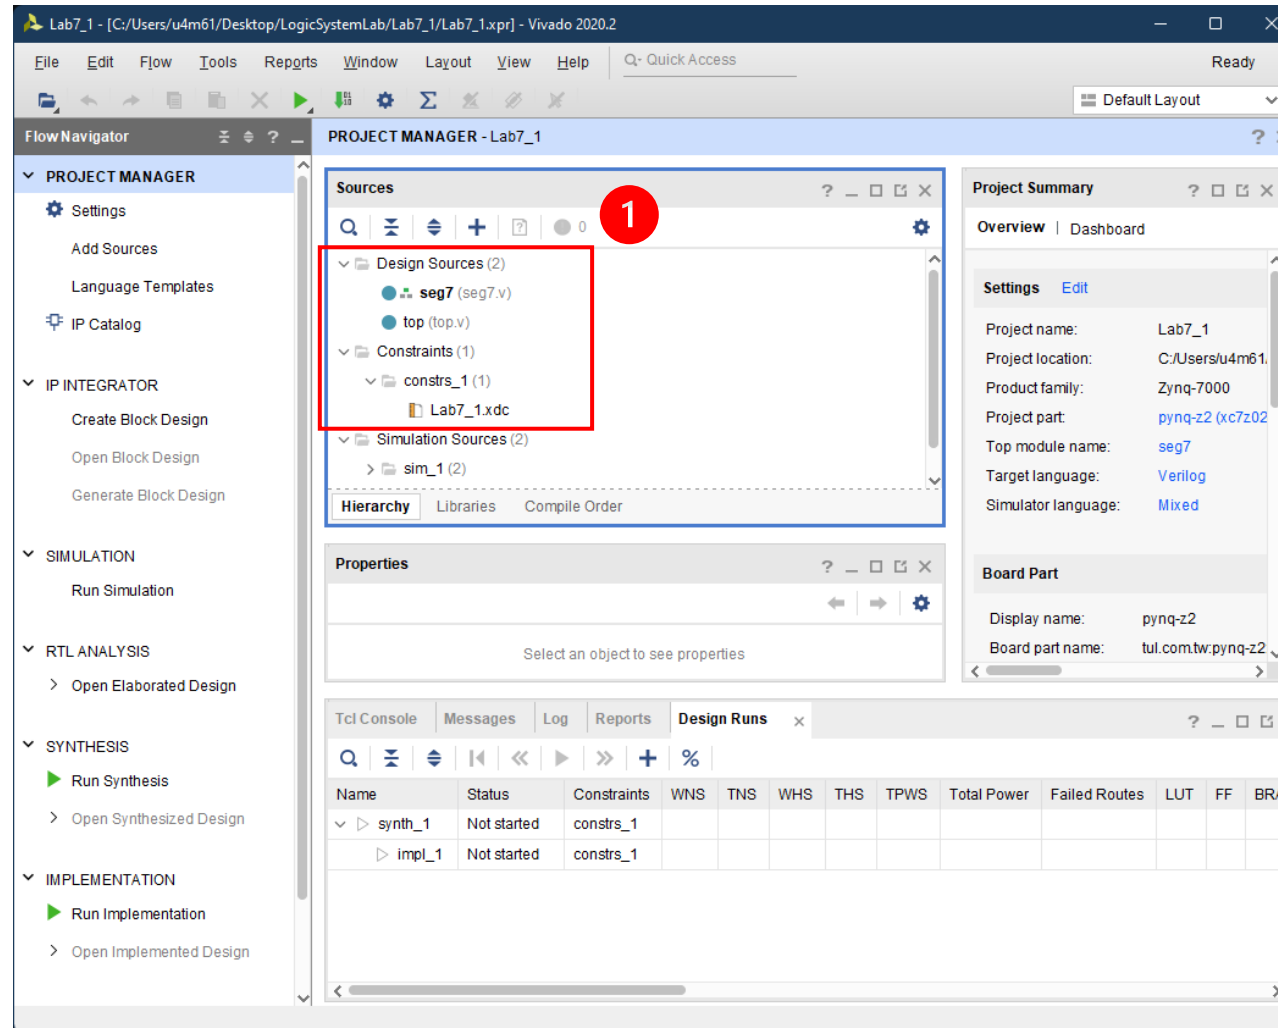 Lab7_1 - [C:/Users/u4m61/Desktop/LogicSystemLab/Lab7_1/Lab7_1.xpr] - Vivado 2020.2
File Edit Flow Tools Reports Window Layout View Help Quick Access Ready
Default Layout
Flow Navigator
PROJECT MANAGER
Settings
Add Sources
Language Templates
IP Catalog
IP INTEGRATOR
Create Block Design
Open Block Design
Generate Block Design
SIMULATION
Run Simulation
RTL ANALYSIS
Open Elaborated Design
SYNTHESIS
Run Synthesis
Open Synthesized Design
IMPLEMENTATION
Run Implementation
Open Implemented Design
PROJECT MANAGER - Lab7_1
Sources
0
1
Design Sources (2)
seg7 (seg7.v)
top (top.v)
Constraints (1)
constrs_1 (1)
Lab7_1.xdc
Simulation Sources (2)
sim_1 (2)
Hierarchy Libraries Compile Order
Project Summary
Overview | Dashboard
Settings Edit
Project name: Lab7_1
Project location: C:/Users/u4m61
Product family: Zynq-7000
Project part: pynq-z2 (xc7z02
Top module name: seg7
Target language: Verilog
Simulator language: Mixed
Board Part
Display name: pynq-z2
Board part name: tul.com.tw:pynq-z2
Properties
Select an object to see properties
Tcl Console Messages Log Reports Design Runs
Name Status Constraints WNS TNS WHS THS TPWS Total Power Failed Routes LUT FF BRA
synth_1 Not started constrs_1
impl_1 Not started constrs_1